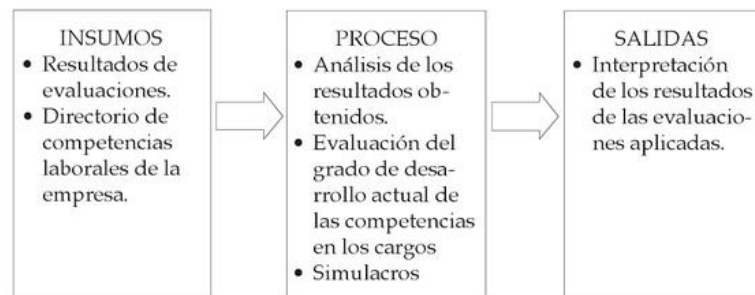 INSUMOS
• Resultados de
evaluaciones.
• Directorio de
competencias
laborales de la
empresa.
PROCESO
• Análisis de los
resultados ob-
tenidos.
• Evaluación del
grado de desa-
rrollo actual de
las competencias
en los cargos
• Simulacros
SALIDAS
• Interpretación
de los resultados
de las evaluacio-
nes aplicadas.